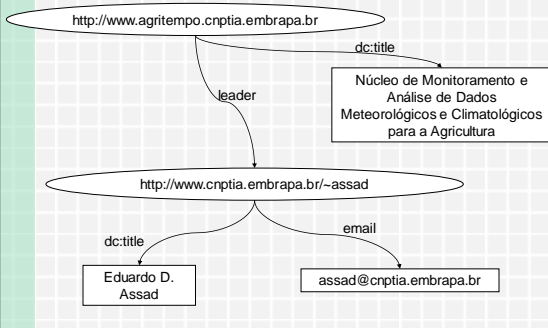 http://www.agritempo.cnptia.embrapa.br
dc:title
Núcleo de Monitoramento e
Análise de Dados
Meteorológicos e Climatológicos
para a Agricultura
leader
http://www.cnptia.embrapa.br/~assad
dc:title
email
Eduardo D.
Assad
assad@cnptia.embrapa.br